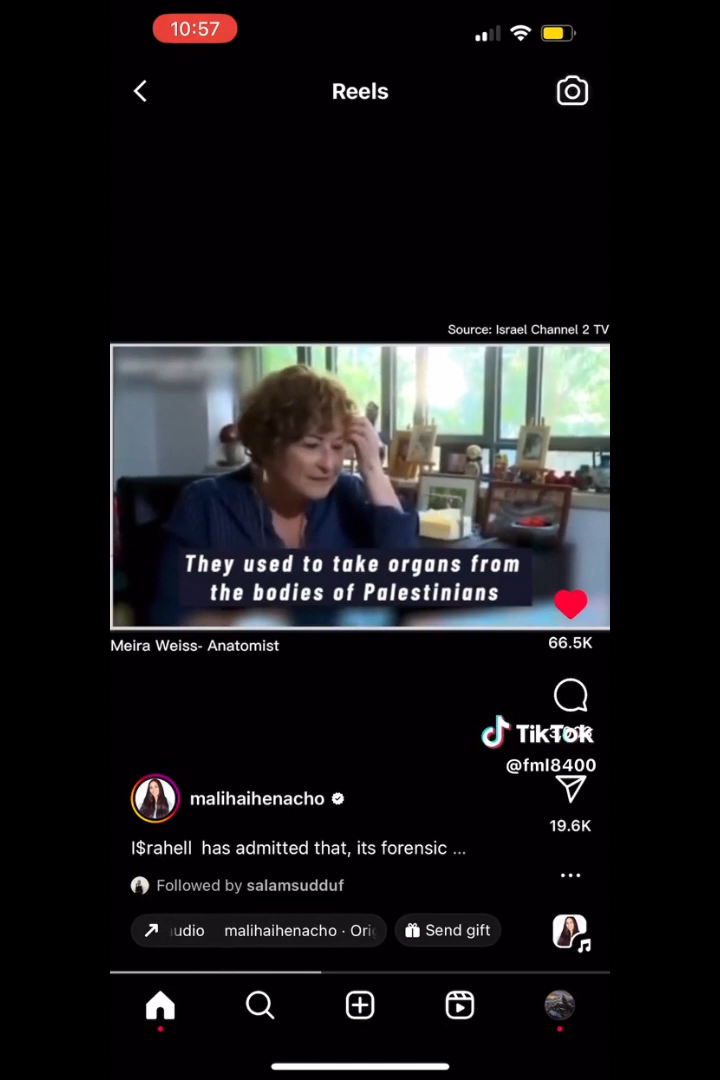 10:57
Reels
Source: Israel Channel 2 TV
They used to take organs from
the bodies of Palestinians
Meira Weiss- Anatomist
66.5K
TikTok
@fml8400
malihaihenacho
19.6K
I$rahell has admitted that, its forensic ...
Followed by salamsudduf
udio malihaihenacho · Ori
Send gift